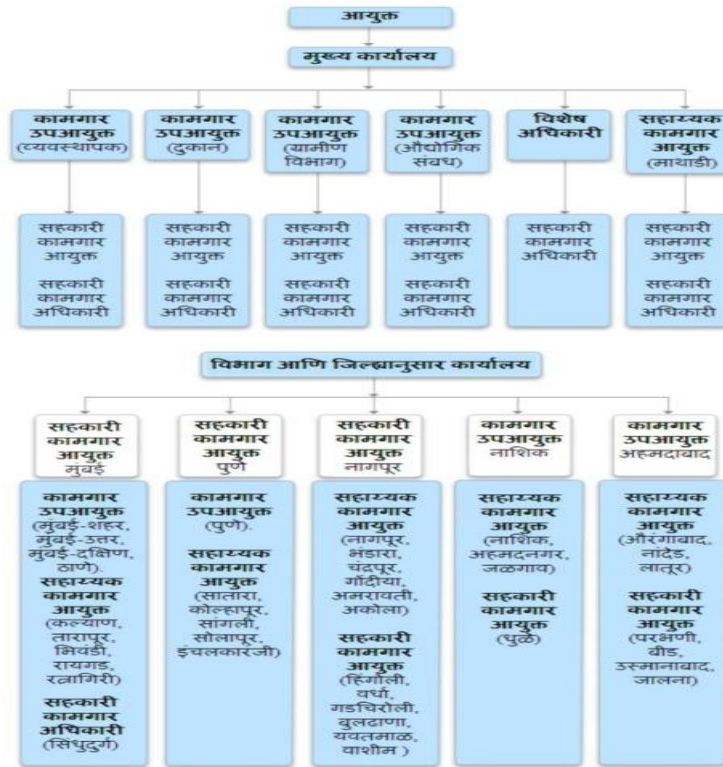 आयुक्त
मुख्य कार्यालय
कामगार
उपआयुक्त
(व्यवस्थापक)
कामगार
उपआयुक्त
(दुकान)
कामगार
उपआयुक्त
(ग्रामीण
विभाग)
कामगार
उपआयुक्त
(औद्योगिक
संबध)
विशेष
अधिकारी
सहाय्यक
कामगार
आयुक्त
(माथाडी)
सहकारी
कामगार
आयुक्त
सहकारी
कामगार
अधिकारी
सहकारी
कामगार
आयुक्त
सहकारी
कामगार
अधिकारी
सहकारी
कामगार
आयुक्त
सहकारी
कामगार
अधिकारी
सहकारी
कामगार
आयुक्त
सहकारी
कामगार
अधिकारी
सहकारी
कामगार
अधिकारी
सहकारी
कामगार
आयुक्त
सहकारी
कामगार
अधिकारी
विभाग आणि जिल्ह्यानुसार कार्यालय
सहकारी
कामगार
आयुक्त
मुंबई
सहकारी
कामगार
आयुक्त
पुणे
सहकारी
कामगार
आयुक्त
नागपूर
कामगार
उपआयुक्त
नाशिक
कामगार
उपआयुक्त
अहमदाबाद
कामगार
उपआयुक्त
(मुंबई-शहर,
मुंबई-उत्तर,
मुंबई-दक्षिण,
ठाणे).
सहाय्यक
कामगार
आयुक्त
(कल्याण,
तारापूर,
भिवंडी,
रायगड,
रत्नागिरी)
सहकारी
कामगार
अधिकारी
(सिंधुदुर्ग)
कामगार
उपआयुक्त
(पुणे).
सहाय्यक
कामगार
आयुक्त
(सातारा,
कोल्हापूर,
सांगली,
सोलापूर,
इंचलकारंजी)
सहाय्यक
कामगार
आयुक्त
(नागपूर,
भंडारा,
चंद्रपूर,
गोंदीया,
अमरावती,
अकोला)
सहकारी
कामगार
आयुक्त
(हिंगोली,
वर्धा,
गडचिरोली,
बुलढाणा,
यवतमाळ,
वाशीम )
सहाय्यक
कामगार
आयुक्त
(नाशिक,
अहमदनगर,
जळगाव)
सहकारी
कामगार
आयुक्त
(धुळे)
सहाय्यक
कामगार
आयुक्त
(औरंगाबाद,
नांदेड,
लातूर)
सहकारी
कामगार
आयुक्त
(परभणी,
बीड,
उस्मानाबाद,
जालना)